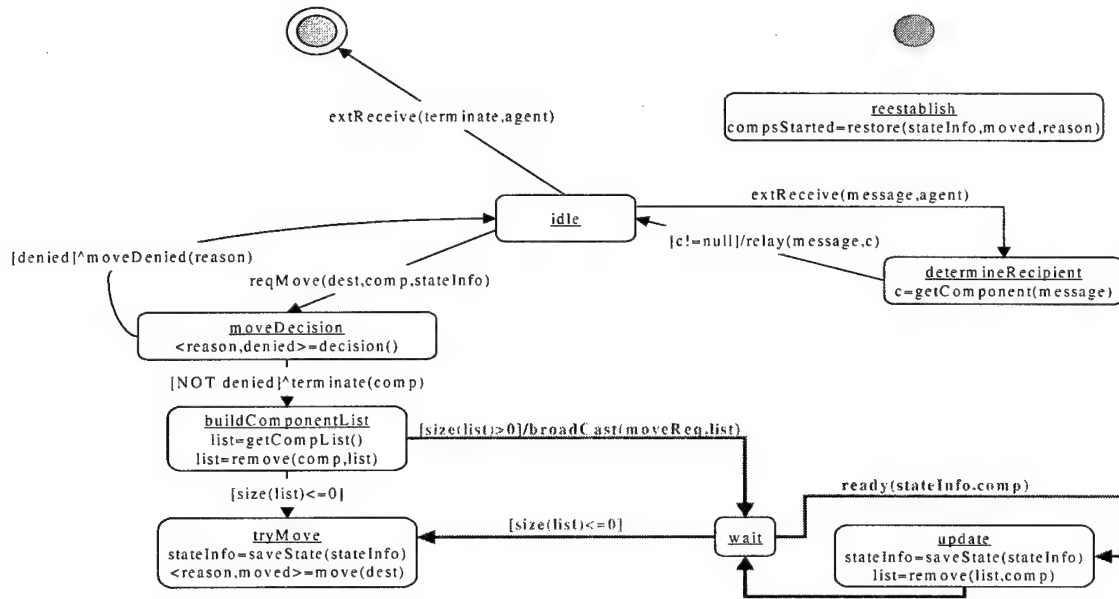 extReceive(terminate,agent)
reestablish
compsStarted=restore(stateInfo,moved,reason)
idle
extReceive(message,agent)
[c!=null]/relay(message,c)
determineRecipient
c=getComponent(message)
[denied]^moveDenied(reason)
reqMove(dest,comp,stateInfo)
moveDecision
<reason,denied>=decision()
[NOT denied]^terminate(comp)
buildComponentList
list=getCompList()
list=remove(comp,list)
[size(list)>0]/broadCast(moveReq,list)
[size(list)<=0]
ready(stateInfo.comp)
[size(list)<=0]
tryMove
stateInfo=saveState(stateInfo)
<reason,moved>=move(dest)
wait
update
stateInfo=saveState(stateInfo)
list=remove(list,comp)